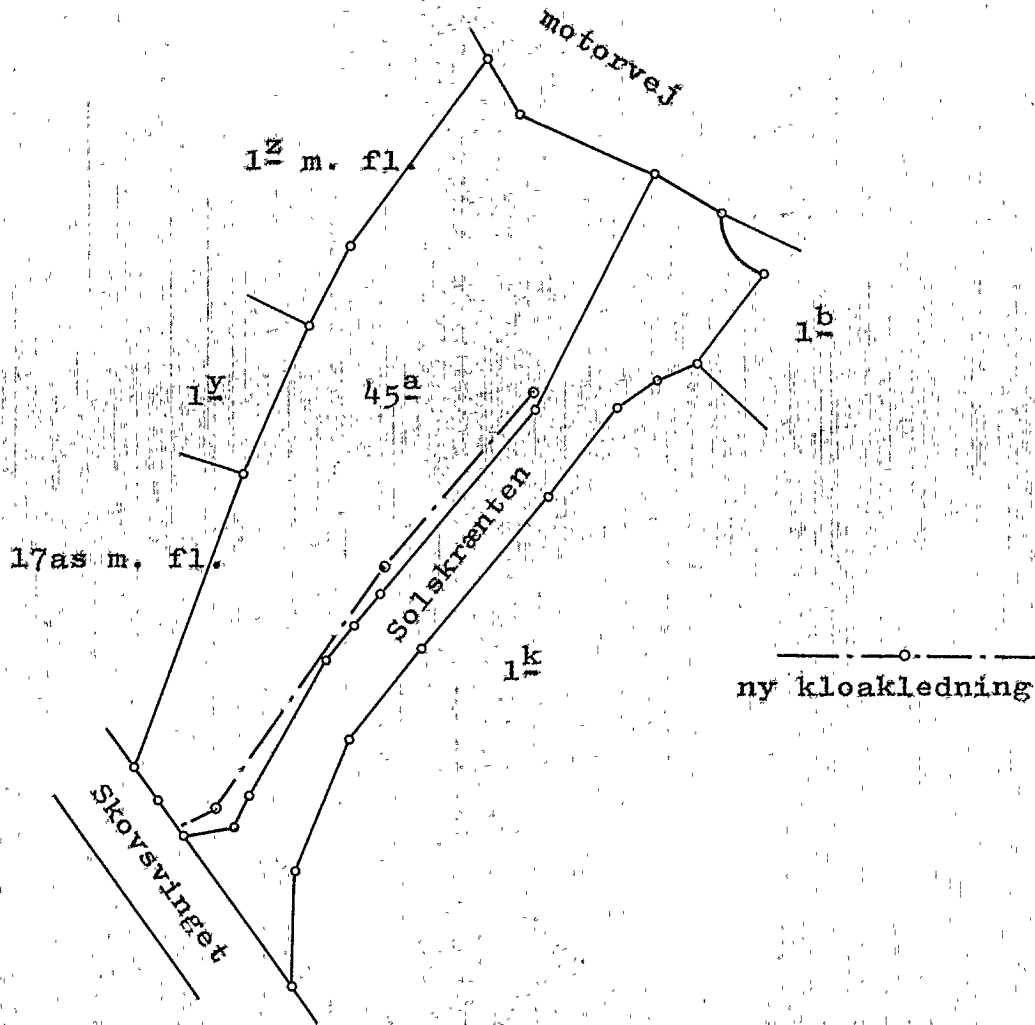 motorvej
1z m. fl.
1b
1y
45a
17as m. fl.
Solskrænten
1k
ny kloakledning
Skovsvinget